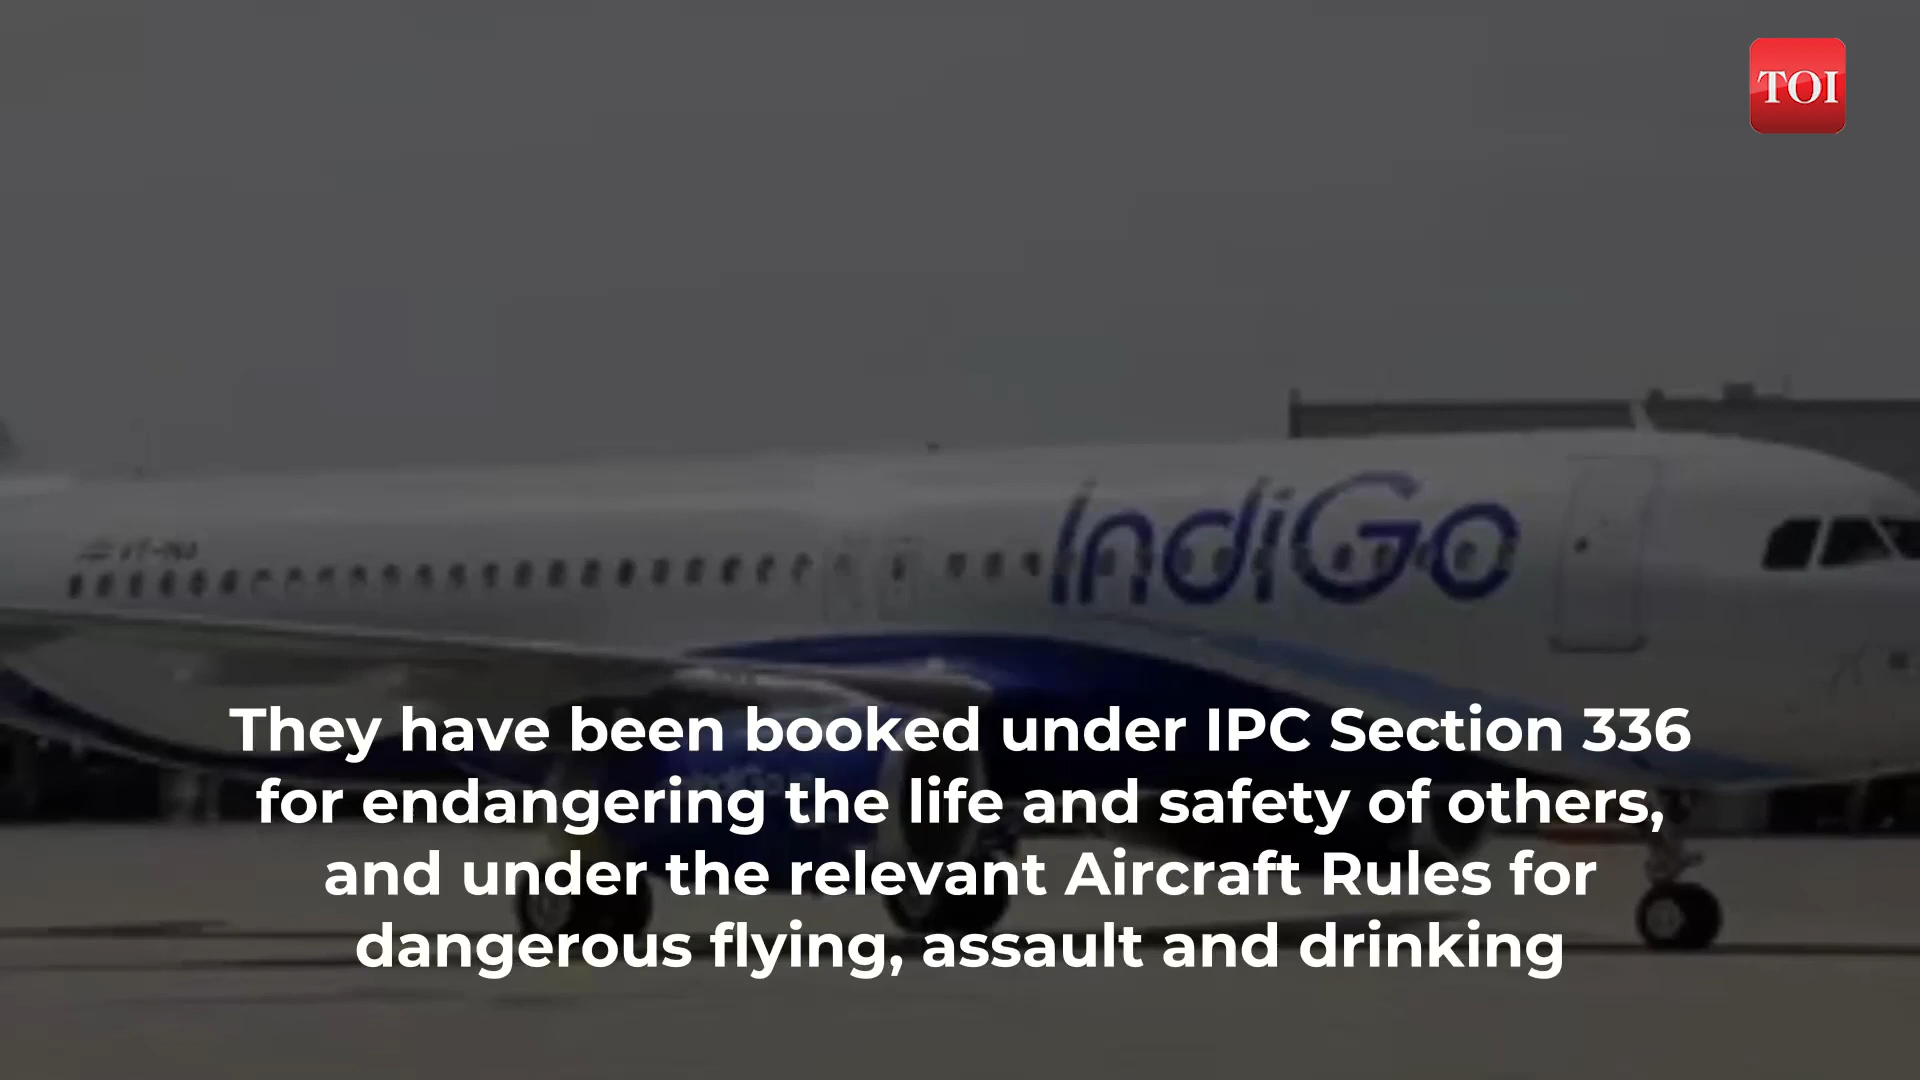 TOI
IndiGo
They have been booked under IPC Section 336
for endangering the life and safety of others,
and under the relevant Aircraft Rules for
dangerous flying, assault and drinking